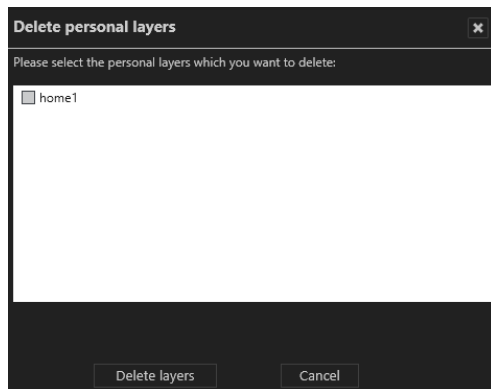 Delete personal layers
Please select the personal layers which you want to delete:
home1
Delete layers Cancel